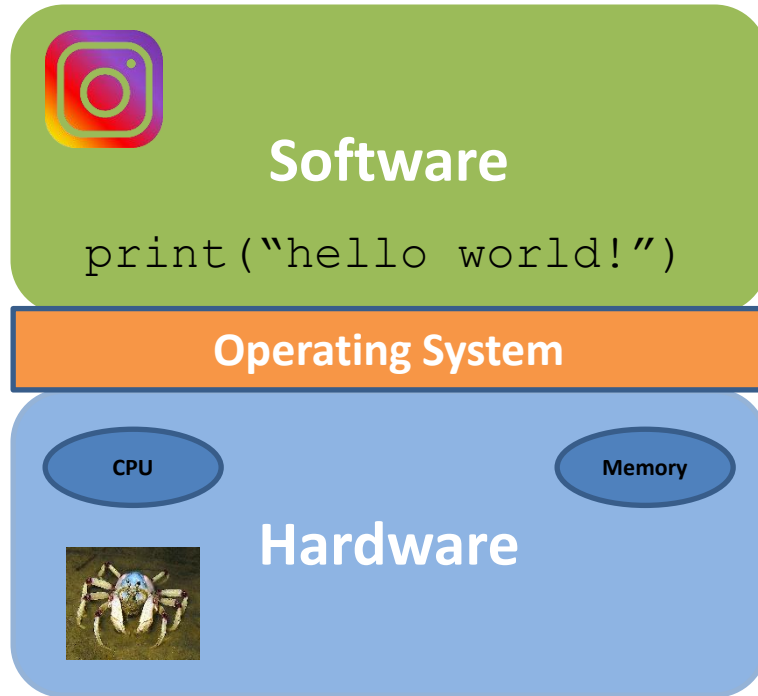 Software
print(“hello world!”)
Operating System
CPU
Memory
Hardware